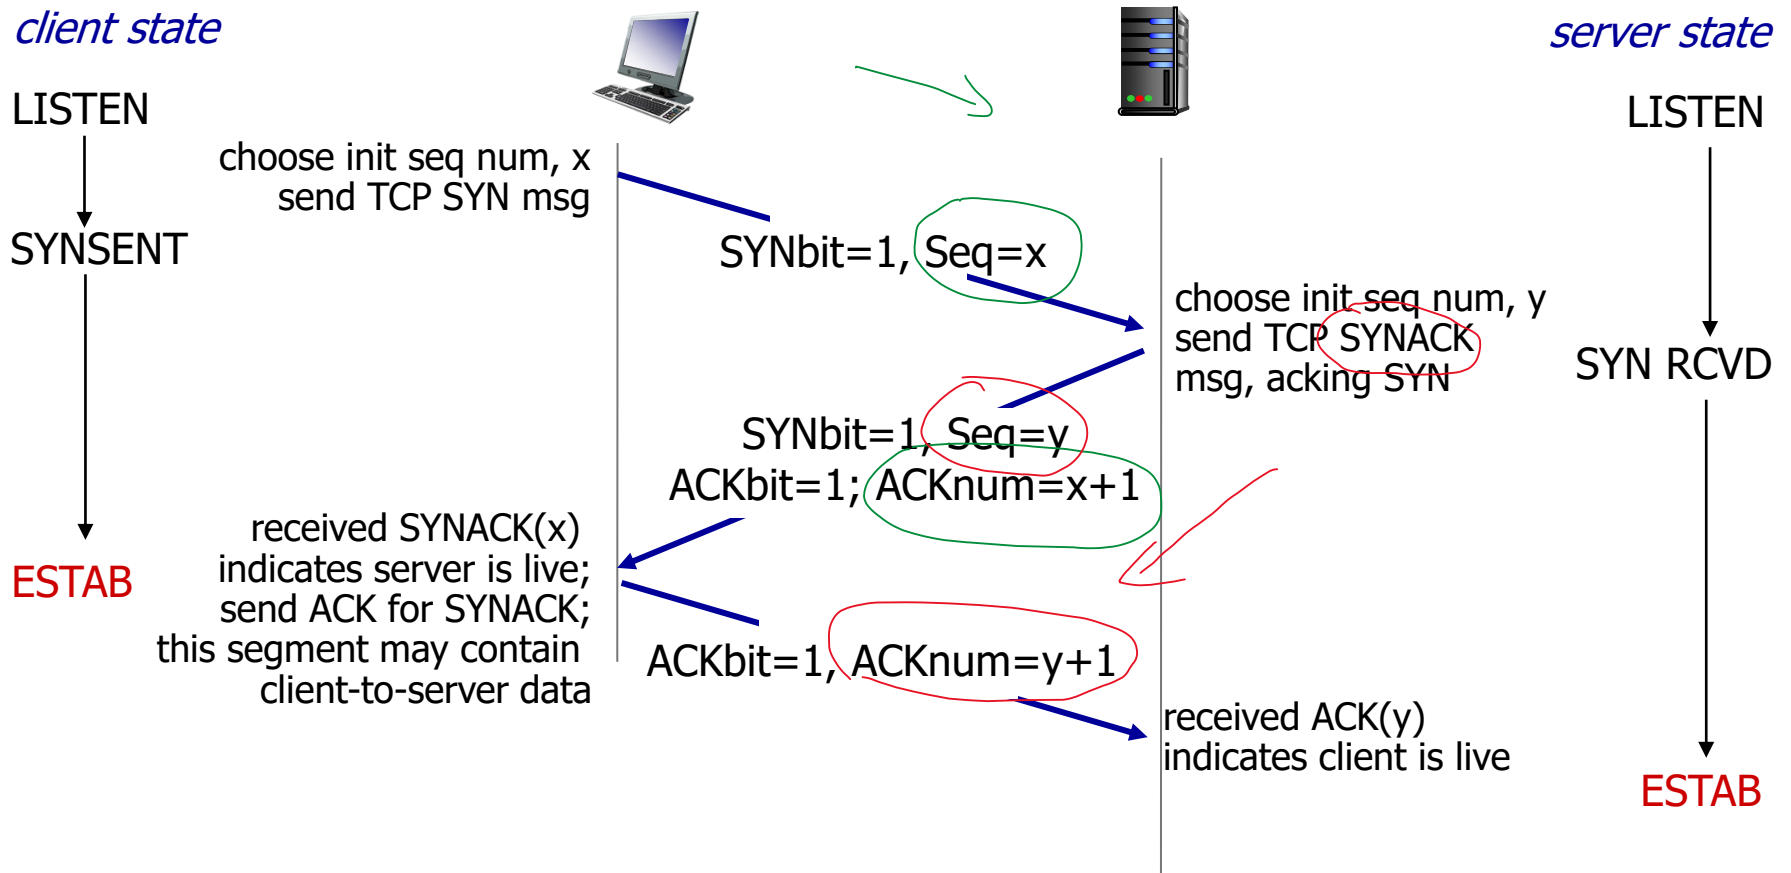 client state
server state
LISTEN
LISTEN
choose init seq num, x
send TCP SYN msg
SYNSENT
SYNbit=1, Seq=x
choose init seq num, y
send TCP SYNACK
msg, acking SYN
SYN RCVD
SYNbit=1, Seq=y
ACKbit=1; ACKnum=x+1
received SYNACK(x)
indicates server is live;
send ACK for SYNACK;
this segment may contain
client-to-server data
ESTAB
ACKbit=1, ACKnum=y+1
received ACK(y)
indicates client is live
ESTAB